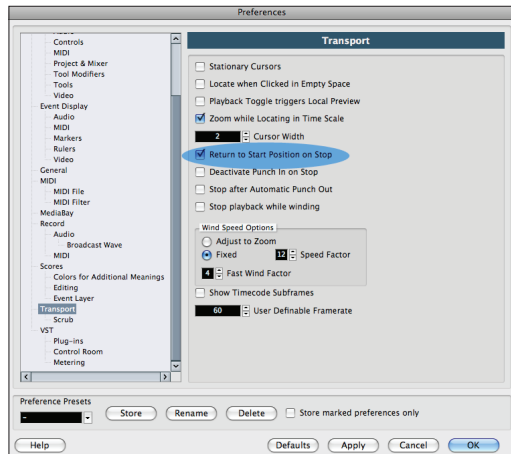 Preferences
Audio
Controls
MIDI
Project & Mixer
Tool Modifiers
Tools
Video
Event Display
Audio
MIDI
Markers
Rulers
Video
General
MIDI
MIDI File
MIDI Filter
MediaBay
Record
Audio
Broadcast Wave
MIDI
Scores
Colors for Additional Meanings
Editing
Event Layer
Transport
Scrub
VST
Plug-ins
Control Room
Metering
Transport
Stationary Cursors
Locate when Clicked in Empty Space
Playback Toggle triggers Local Preview
Zoom while Locating in Time Scale
2 Cursor Width
Return to Start Position on Stop
Deactivate Punch In on Stop
Stop after Automatic Punch Out
Stop playback while winding
Wind Speed Options
Adjust to Zoom
Fixed 12 Speed Factor
4 Fast Wind Factor
Show Timecode Subframes
60 User Definable Framerate
Preference Presets
- Store Rename Delete Store marked preferences only
Help Defaults Apply Cancel OK